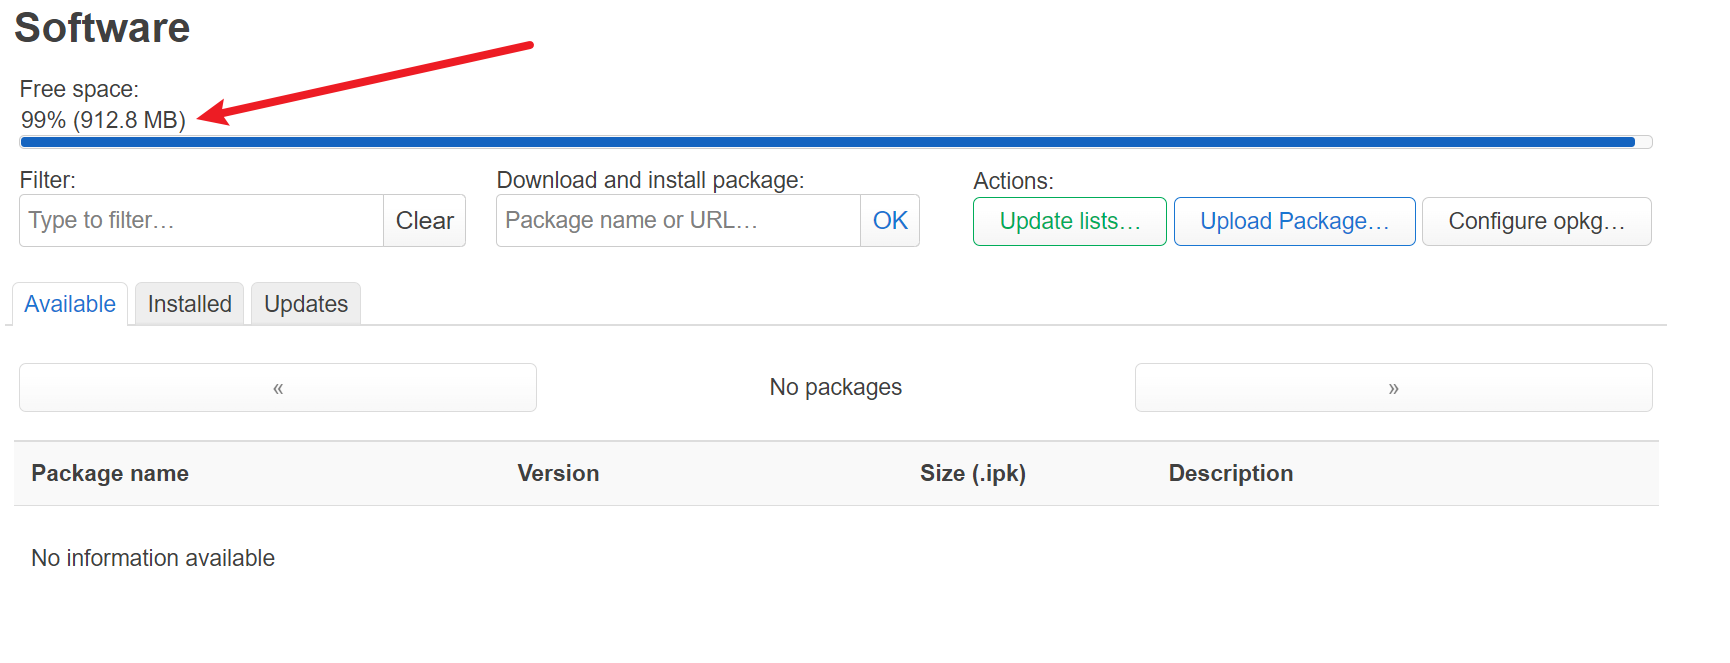 Software
Free space:
99% (912.8 MB)
Filter: Download and install package: Actions:
Type to filter… Clear Package name or URL… OK Update lists… Upload Package… Configure opkg…
Available Installed Updates
« No packages »
Package name Version Size (.ipk) Description
No information available